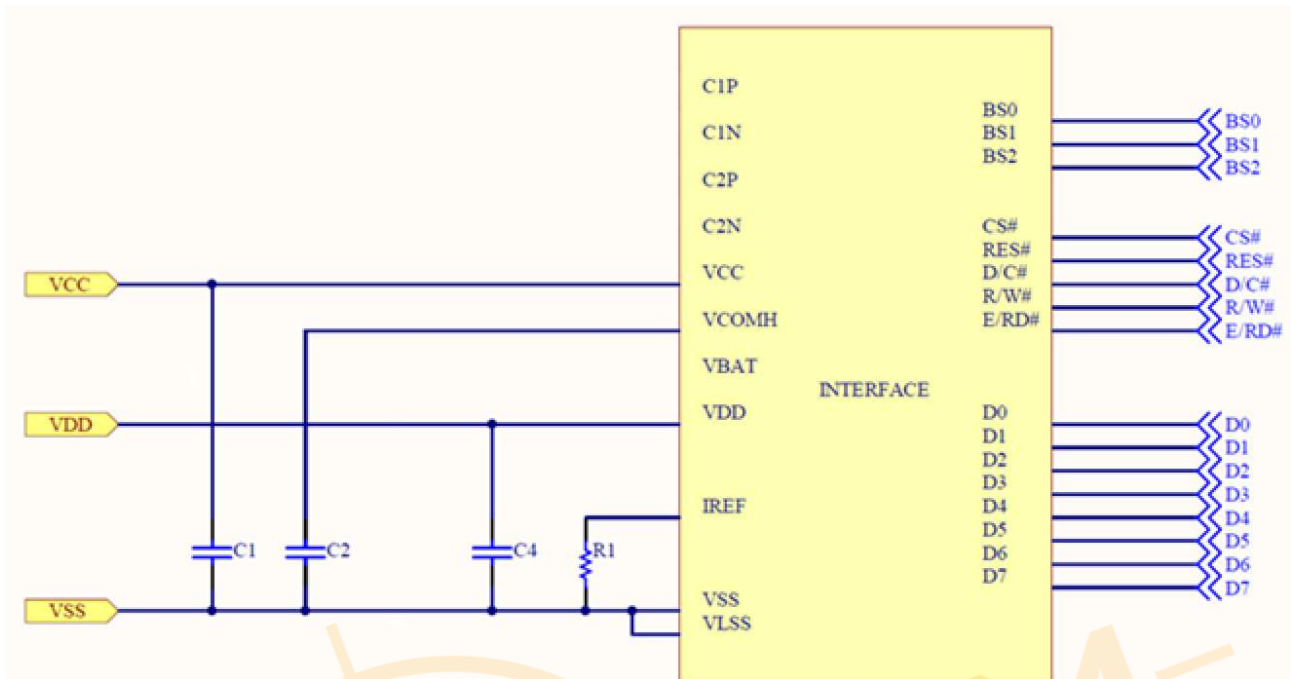 C1P
BS0 BS0
C1N BS1 BS1
BS2 BS2
C2P
C2N CS# CS#
RES# RES#
VCC VCC D/C# D/C#
R/W# R/W#
VCOMH E/RD# E/RD#
VBAT
INTERFACE
VDD VDD D0 D0
D1 D1
D2 D2
D3 D3
IREF D4 D4
D5 D5
C1 C2 C4 R1 D6 D6
D7 D7
VSS VSS
VLSS